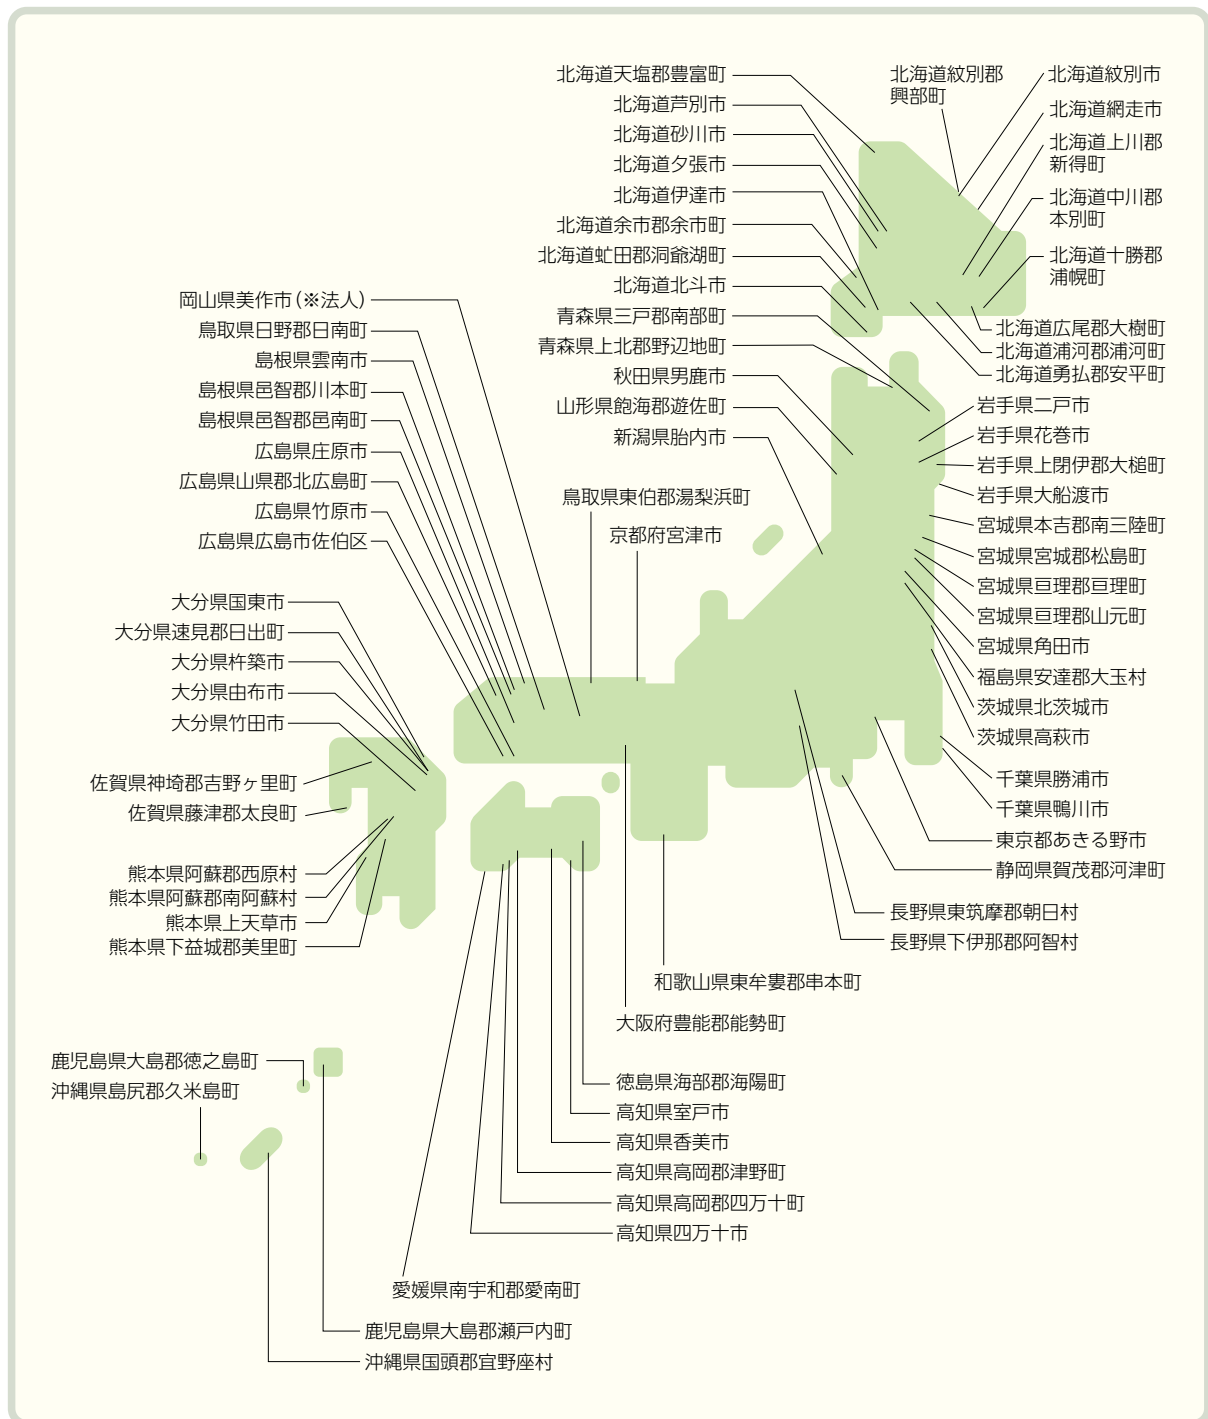 北海道天塩郡豊富町
北海道芦別市
北海道砂川市
北海道夕張市
北海道伊達市
北海道余市郡余市町
北海道虻田郡洞爺湖町
北海道北斗市
青森県三戸郡南部町
青森県上北郡野辺地町
秋田県男鹿市
山形県飽海郡遊佐町
新潟県胎内市
北海道紋別郡
興部町
北海道紋別市
北海道網走市
北海道上川郡
新得町
北海道中川郡
本別町
北海道十勝郡
浦幌町
北海道広尾郡大樹町
北海道浦河郡浦河町
北海道勇払郡安平町
岩手県二戸市
岩手県花巻市
岩手県上閉伊郡大槌町
岩手県大船渡市
宮城県本吉郡南三陸町
宮城県宮城郡松島町
宮城県亘理郡亘理町
宮城県亘理郡山元町
宮城県角田市
福島県安達郡大玉村
茨城県北茨城市
茨城県高萩市
千葉県勝浦市
千葉県鴨川市
東京都あきる野市
静岡県賀茂郡河津町
長野県東筑摩郡朝日村
長野県下伊那郡阿智村
岡山県美作市(※法人)
鳥取県日野郡日南町
島根県雲南市
島根県邑智郡川本町
島根県邑智郡邑南町
広島県庄原市
広島県山県郡北広島町
広島県竹原市
広島県広島市佐伯区
鳥取県東伯郡湯梨浜町
京都府宮津市
大分県国東市
大分県速見郡日出町
大分県杵築市
大分県由布市
大分県竹田市
佐賀県神埼郡吉野ヶ里町
佐賀県藤津郡太良町
熊本県阿蘇郡西原村
熊本県阿蘇郡南阿蘇村
熊本県上天草市
熊本県下益城郡美里町
和歌山県東牟婁郡串本町
大阪府豊能郡能勢町
徳島県海部郡海陽町
高知県室戸市
高知県香美市
高知県高岡郡津野町
高知県高岡郡四万十町
高知県四万十市
愛媛県南宇和郡愛南町
鹿児島県大島郡徳之島町
沖縄県島尻郡久米島町
鹿児島県大島郡瀬戸内町
沖縄県国頭郡宜野座村